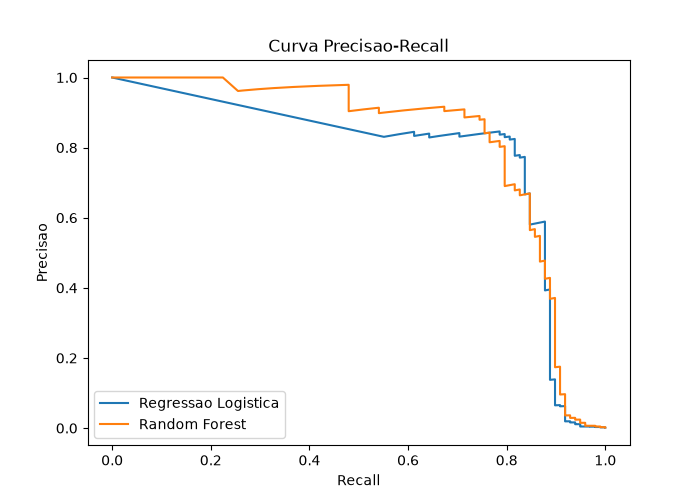 Curva Precisao-Recall
1.0
0.8
0.6
0.4
0.2
0.0
Precisao
Regressao Logistica
Random Forest
0.0 0.2 0.4 0.6 0.8 1.0
Recall